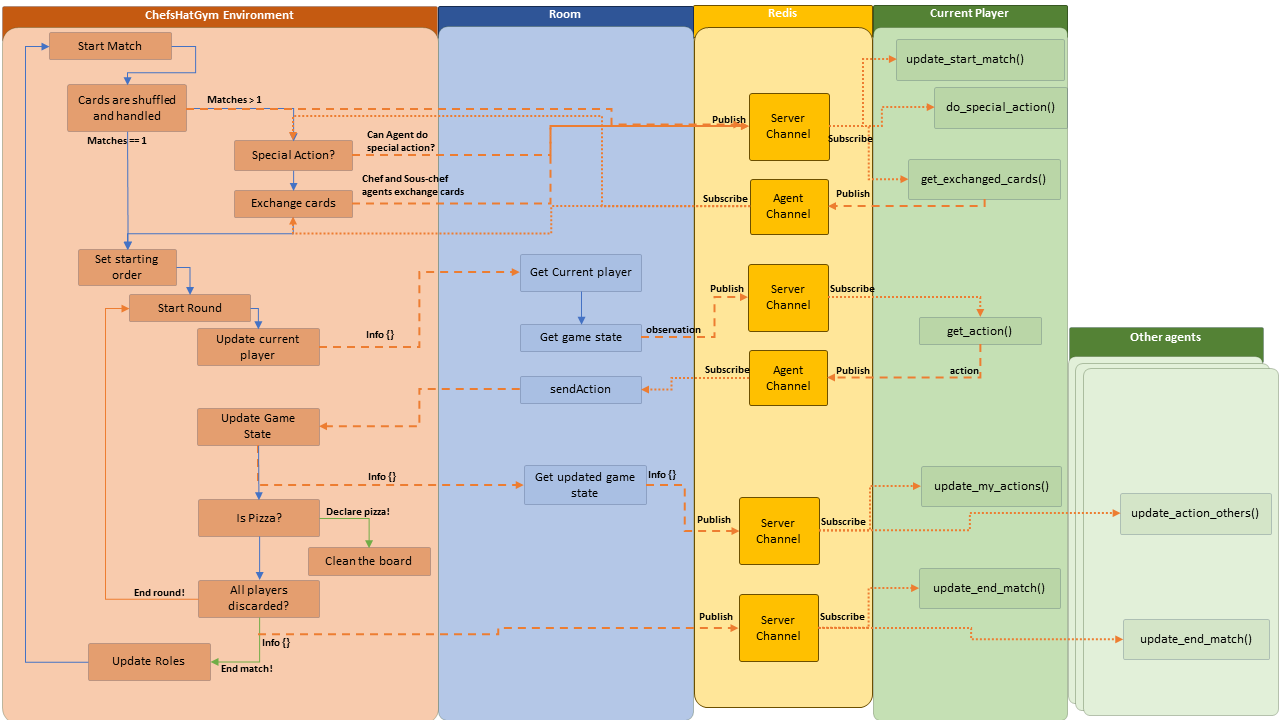 ChefsHatGym Environment
Room
Redis
Current Player
Start Match
update_start_match()
Cards are shuffled
and handled
Matches > 1
Matches == 1
Special Action?
Can Agent do
special action?
Chef and Sous-chef
agents exchange cards
Exchange cards
Publish
Server
Channel
Subscribe
do_special_action()
get_exchanged_cards()
Subscribe
Agent
Channel
Publish
Set starting
order
Start Round
Update current
player
Info {}
Get Current player
Get game state
observation
Publish
Server
Channel
Subscribe
get_action()
Other agents
action
Publish
Agent
Channel
Subscribe
sendAction
Update Game
State
Info {}
Get updated game
state
Info {}
Publish
Server
Channel
Subscribe
update_my_actions()
update_action_others()
Is Pizza?
Declare pizza!
Clean the board
All players
discarded?
End round!
Info {}
Publish
Server
Channel
Subscribe
update_end_match()
update_end_match()
Update Roles
End match!